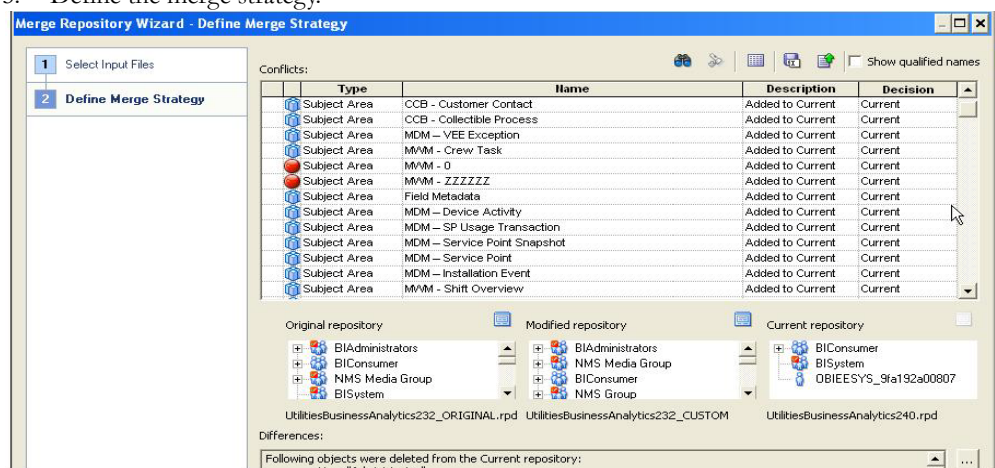 Define the merge strategy.
Merge Repository Wizard - Define Merge Strategy
1 Select Input Files
2 Define Merge Strategy
Conflicts:
Show qualified names
Type Name Description Decision
Subject Area CCB - Customer Contact Added to Current Current
Subject Area CCB - Collectible Process Added to Current Current
Subject Area MDM – VEE Exception Added to Current Current
Subject Area MWM - Crew Task Added to Current Current
Subject Area MWM - 0 Added to Current Current
Subject Area MWM - ZZZZZZ Added to Current Current
Subject Area Field Metadata Added to Current Current
Subject Area MDM – Device Activity Added to Current Current
Subject Area MDM – SP Usage Transaction Added to Current Current
Subject Area MDM – Service Point Snapshot Added to Current Current
Subject Area MDM – Service Point Added to Current Current
Subject Area MDM – Installation Event Added to Current Current
Subject Area MWM - Shift Overview Added to Current Current
Original repository Modified repository Current repository
BIAdministrators BIAdministrators BIConsumer
BIConsumer NMS Media Group BISystem
NMS Media Group BIConsumer OBIEESYS_9fa192a00807
BISystem NMS Group
UtilitiesBusinessAnalytics232_ORIGINAL.rpd UtilitiesBusinessAnalytics232_CUSTOM UtilitiesBusinessAnalytics240.rpd
Differences:
Following objects were deleted from the Current repository:
...